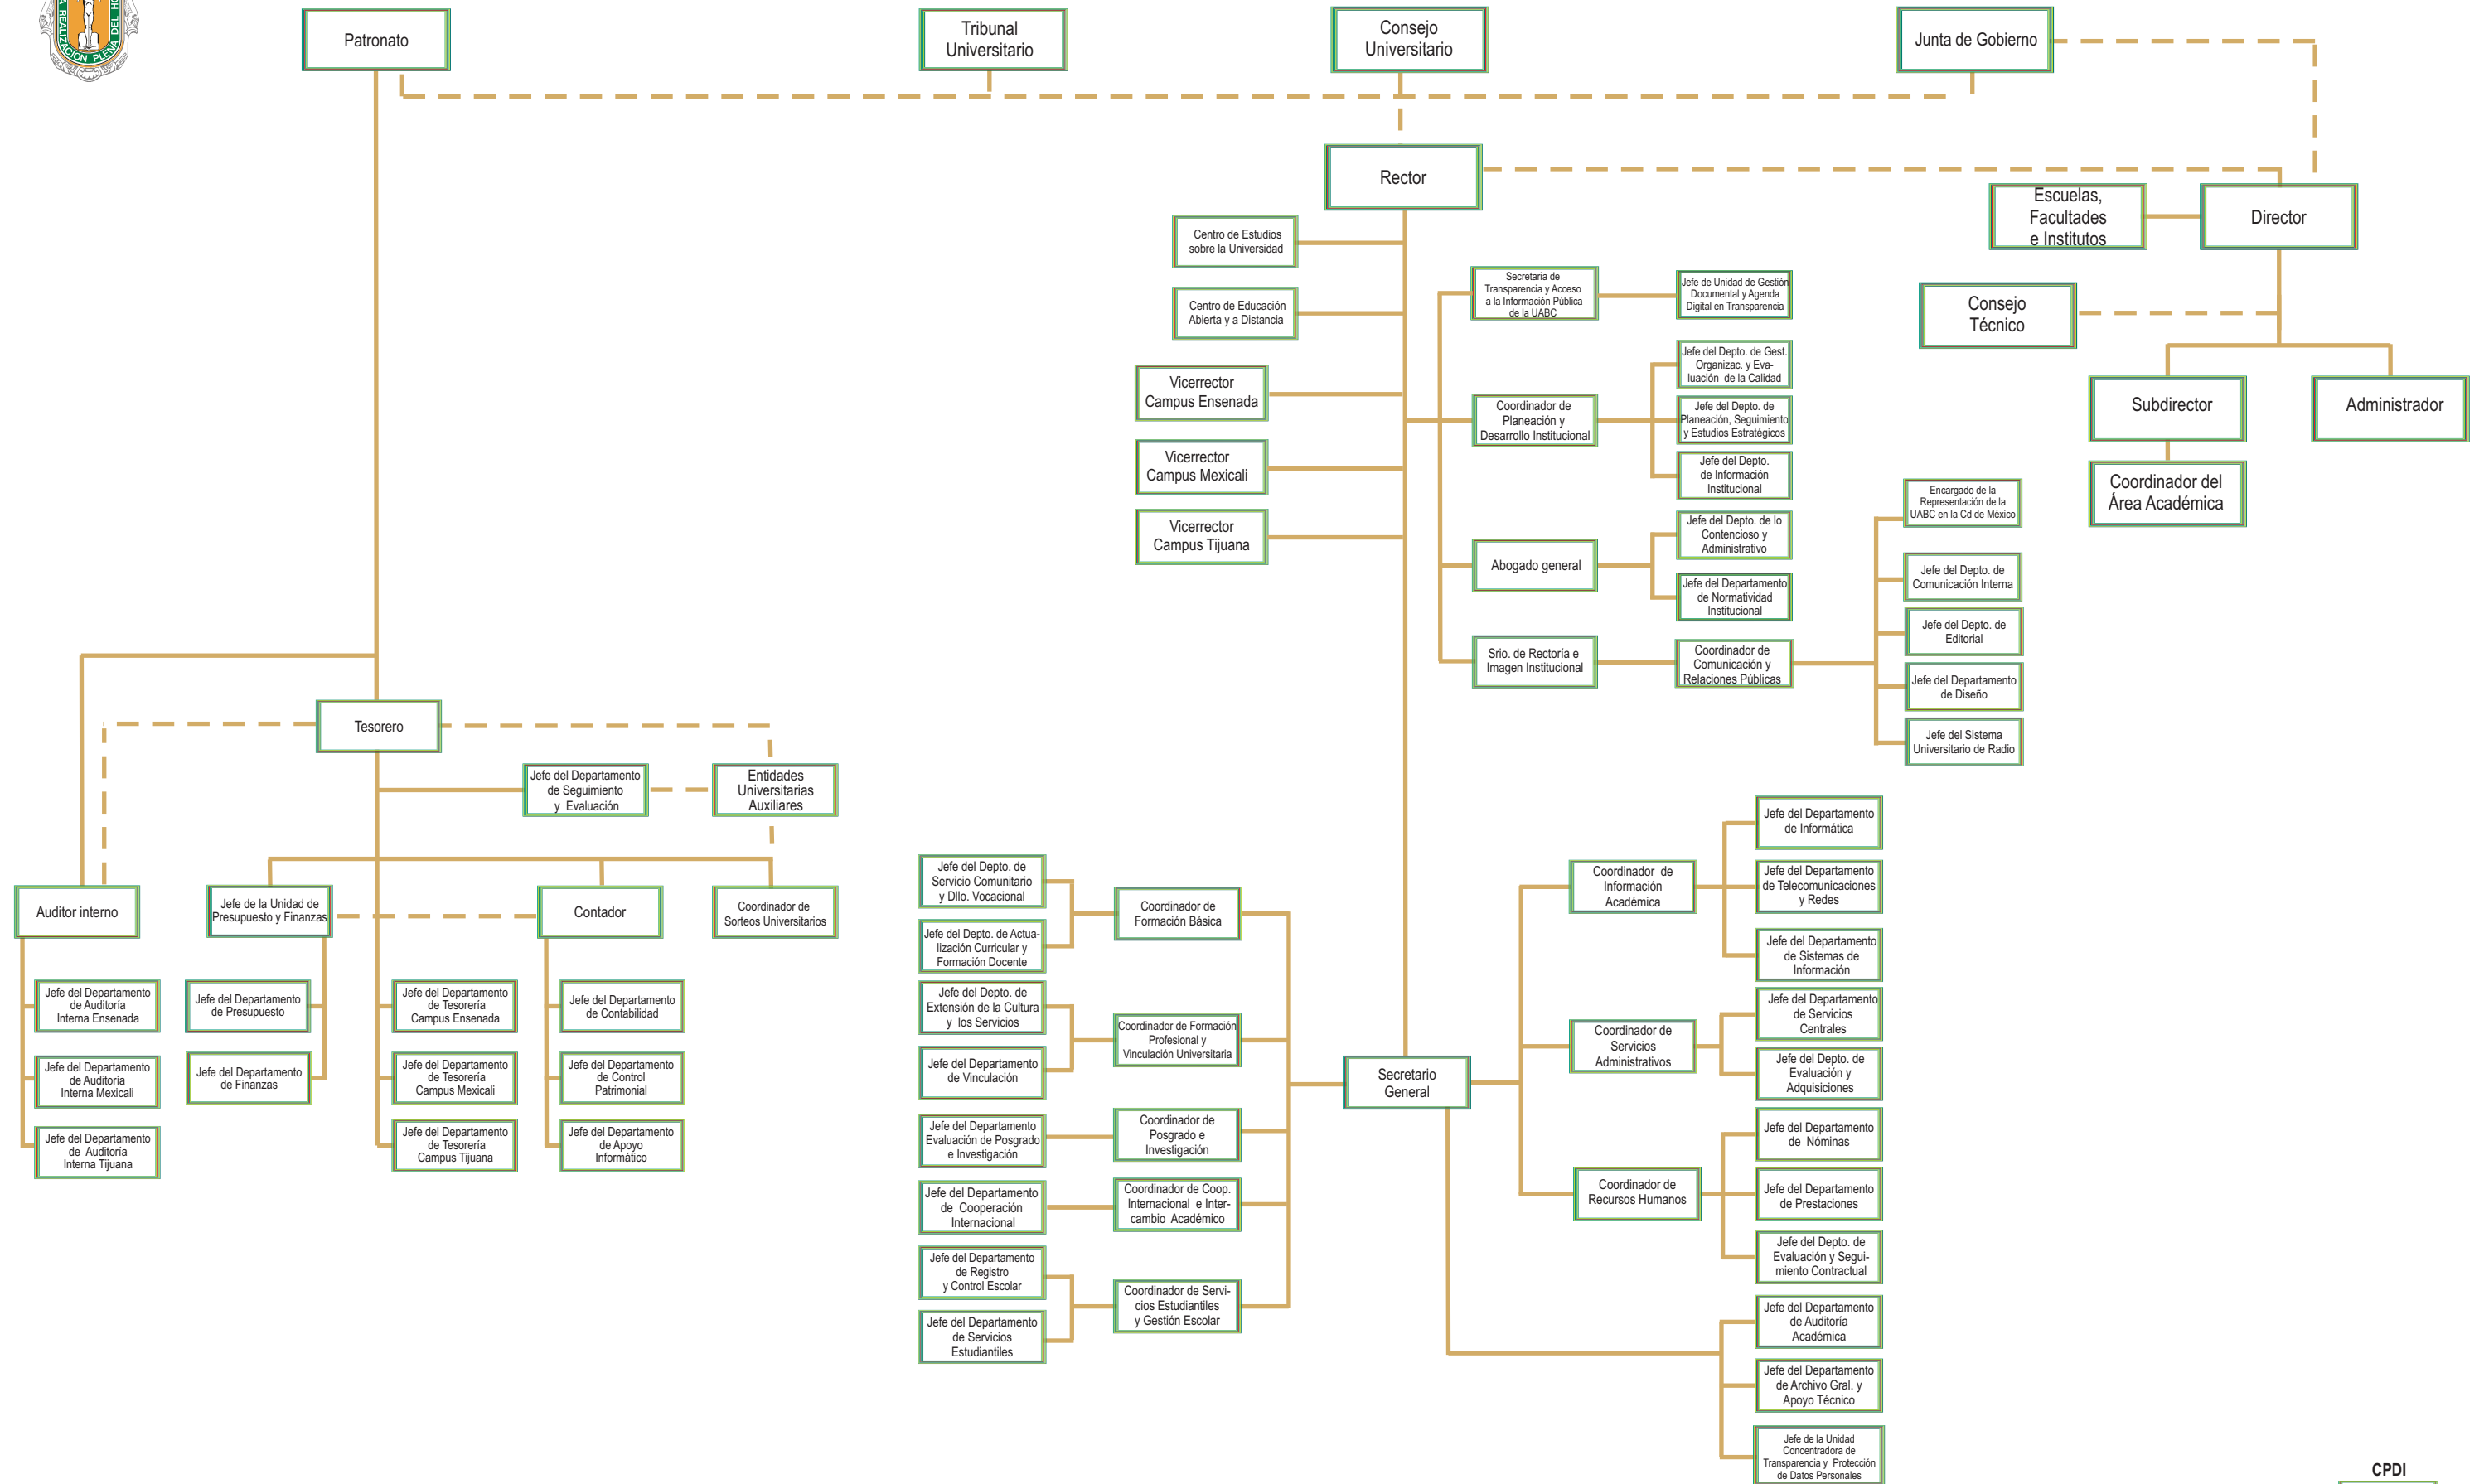 A REALIZACIÓN PLENA DEL HO
Patronato
Tribunal
Universitario
Consejo
Universitario
Junta de Gobierno
Rector
Escuelas,
Facultades
e Institutos
Director
Centro de Estudios
sobre la Universidad
Centro de Educación
Abierta y a Distancia
Vicerrector
Campus Ensenada
Vicerrector
Campus Mexicali
Vicerrector
Campus Tijuana
Secretaria de
Transparencia y Acceso
a la Información Pública
de la UABC
Jefe de Unidad de Gestión
Documental y Agenda
Digital en Transparencia
Coordinador de
Planeación y
Desarrollo Institucional
Jefe del Depto. de Gest.
Organizac. y Eva-
luación de la Calidad
Jefe del Depto. de
Planeación, Seguimiento
y Estudios Estratégicos
Jefe del Depto.
de Información
Institucional
Abogado general
Jefe del Depto. de lo
Contencioso y
Administrativo
Jefe del Departamento
de Normatividad
Institucional
Srio. de Rectoría e
Imagen Institucional
Coordinador de
Comunicación y
Relaciones Públicas
Encargado de la
Representación de la
UABC en la Cd de México
Jefe del Depto. de
Comunicación Interna
Jefe del Depto. de
Editorial
Jefe del Departamento
de Diseño
Jefe del Sistema
Universitario de Radio
Consejo
Técnico
Subdirector
Administrador
Coordinador del
Área Académica
Tesorero
Jefe del Departamento
de Seguimiento
y Evaluación
Entidades
Universitarias
Auxiliares
Auditor interno
Jefe de la Unidad de
Presupuesto y Finanzas
Contador
Coordinador de
Sorteos Universitarios
Jefe del Departamento
de Auditoría
Interna Ensenada
Jefe del Departamento
de Auditoría
Interna Mexicali
Jefe del Departamento
de Auditoría
Interna Tijuana
Jefe del Departamento
de Presupuesto
Jefe del Departamento
de Finanzas
Jefe del Departamento
de Tesorería
Campus Ensenada
Jefe del Departamento
de Tesorería
Campus Mexicali
Jefe del Departamento
de Tesorería
Campus Tijuana
Jefe del Departamento
de Contabilidad
Jefe del Departamento
de Control
Patrimonial
Jefe del Departamento
de Apoyo
Informático
Jefe del Depto. de
Servicio Comunitario
y Dllo. Vocacional
Jefe del Depto. de Actua-
lización Curricular y
Formación Docente
Jefe del Depto. de
Extensión de la Cultura
y los Servicios
Jefe del Departamento
de Vinculación
Jefe del Departamento
Evaluación de Posgrado
e Investigación
Jefe del Departamento
de Cooperación
Internacional
Jefe del Departamento
de Registro
y Control Escolar
Jefe del Departamento
de Servicios
Estudiantiles
Coordinador de
Formación Básica
Coordinador de Formación
Profesional y
Vinculación Universitaria
Coordinador de
Posgrado e
Investigación
Coordinador de Coop.
Internacional e Inter-
cambio Académico
Coordinador de Servi-
cios Estudiantiles
y Gestión Escolar
Secretario
General
Coordinador de
Información
Académica
Coordinador de
Servicios
Administrativos
Coordinador de
Recursos Humanos
Jefe del Departamento
de Informática
Jefe del Departamento
de Telecomunicaciones
y Redes
Jefe del Departamento
de Sistemas de
Información
Jefe del Departamento
de Servicios
Centrales
Jefe del Depto. de
Evaluación y
Adquisiciones
Jefe del Departamento
de Nóminas
Jefe del Departamento
de Prestaciones
Jefe del Depto. de
Evaluación y Segui-
miento Contractual
Jefe del Departamento
de Auditoría
Académica
Jefe del Departamento
de Archivo Gral. y
Apoyo Técnico
Jefe de la Unidad
Concentradora de
Transparencia y Protección
de Datos Personales
CPDI